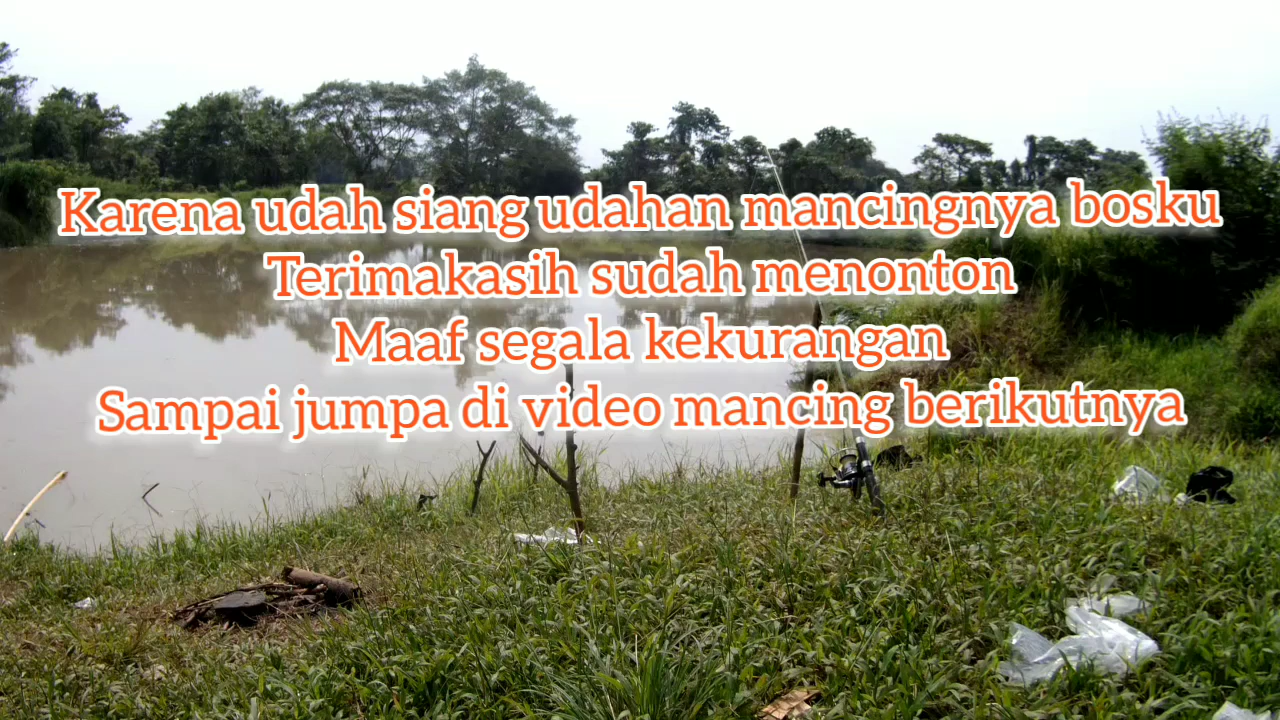 Karena udah siang udahan mancingnya bosku
Terimakasih sudah menonton
Maaf segala kekurangan
Sampai jumpa di video mancing berikutnya